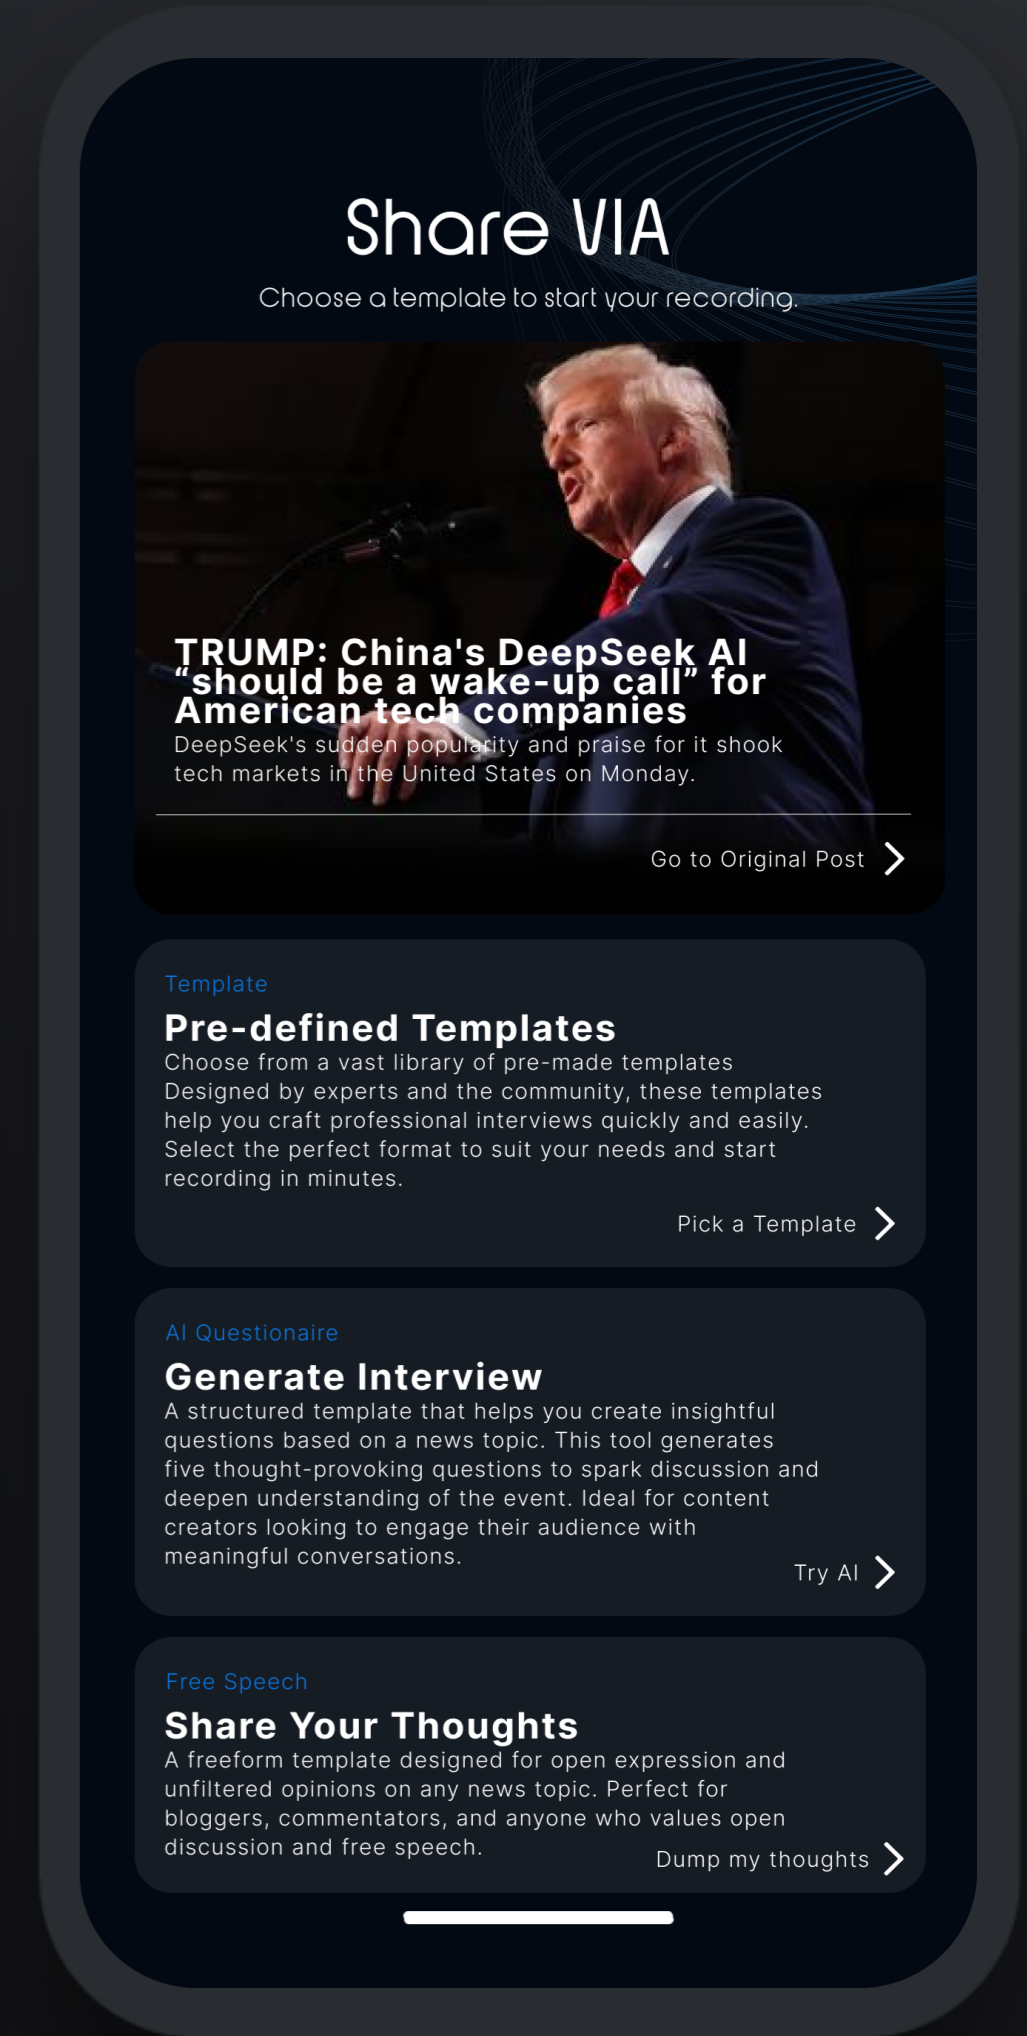 Share VIA
Choose a template to start your recording.
TRUMP: China's DeepSeek AI
“should be a wake-up call” for
American tech companies
DeepSeek's sudden popularity and praise for it shook
tech markets in the United States on Monday.
Go to Original Post
Template
Pre-defined Templates
Choose from a vast library of pre-made templates
Designed by experts and the community, these templates
help you craft professional interviews quickly and easily.
Select the perfect format to suit your needs and start
recording in minutes.
Pick a Template
AI Questionaire
Generate Interview
A structured template that helps you create insightful
questions based on a news topic. This tool generates
five thought-provoking questions to spark discussion and
deepen understanding of the event. Ideal for content
creators looking to engage their audience with
meaningful conversations.
Try AI
Free Speech
Share Your Thoughts
A freeform template designed for open expression and
unfiltered opinions on any news topic. Perfect for
bloggers, commentators, and anyone who values open
discussion and free speech.
Dump my thoughts